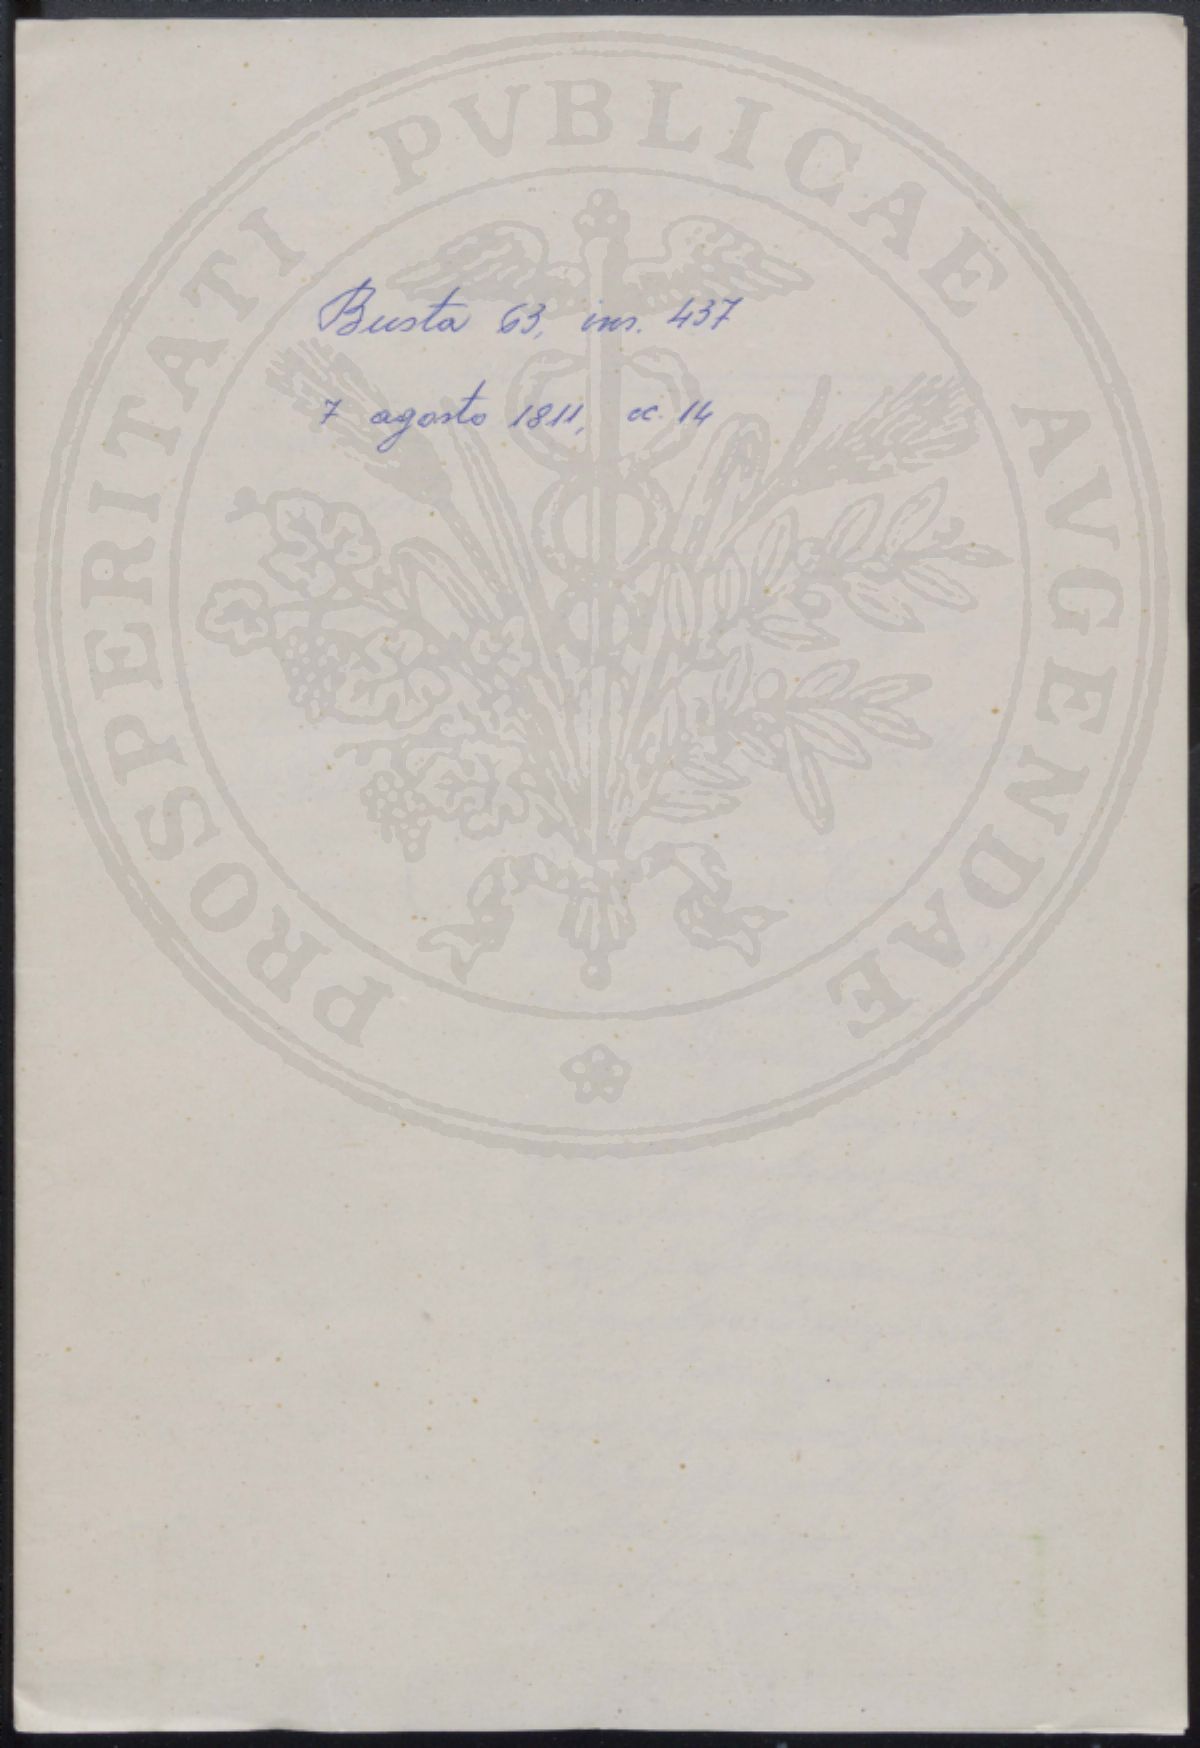 PROSPERITATI PVBLICAE AVGENDAE
Busta 63, ins. 437
7 agosto 1811, cc. 14